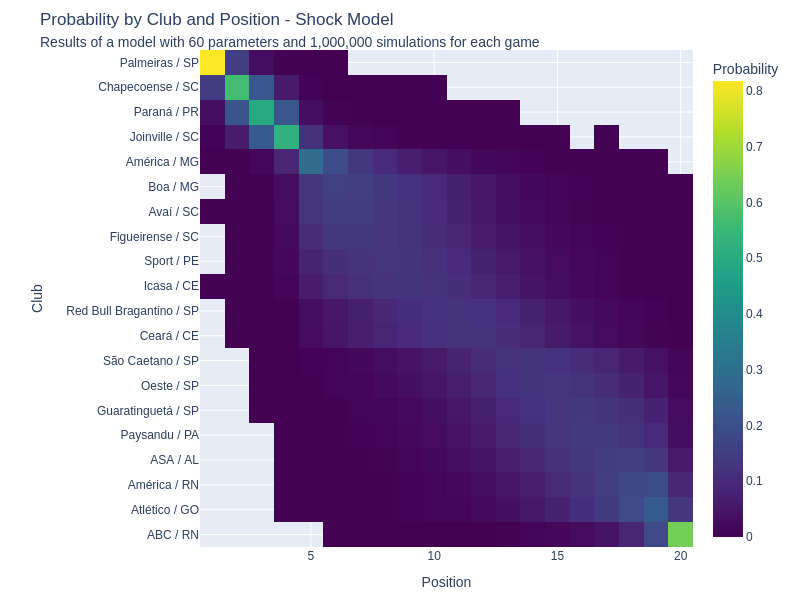 Probability by Club and Position - Shock Model
Results of a model with 60 parameters and 1,000,000 simulations for each game
Palmeiras / SP
Chapecoense / SC
Paraná / PR
Joinville / SC
América / MG
Boa / MG
Avaí / SC
Figueirense / SC
Sport / PE
Icasa / CE
Red Bull Bragantino / SP
Ceará / CE
São Caetano / SP
Oeste / SP
Guaratinguetá / SP
Paysandu / PA
ASA / AL
América / RN
Atlético / GO
ABC / RN
Club
5
10
15
20
Position
Probability
0.8
0.7
0.6
0.5
0.4
0.3
0.2
0.1
0